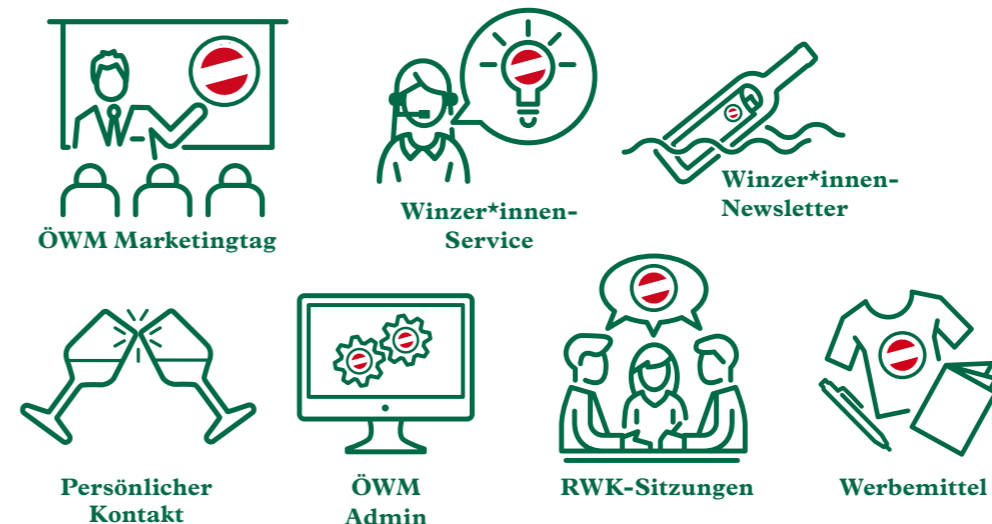 ÖWM Marketingtag
Winzer*innen-
Service
Winzer*innen-
Newsletter
Persönlicher
Kontakt
ÖWM
Admin
RWK-Sitzungen
Werbemittel